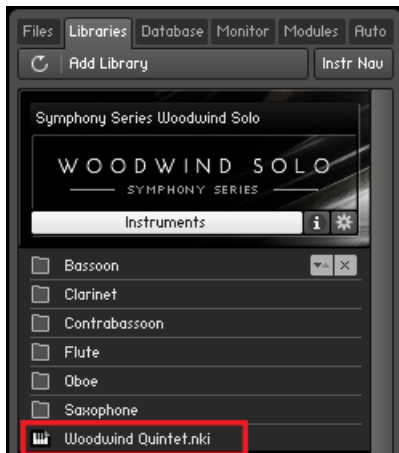 Files Libraries Database Monitor Modules Auto
Add Library Instr Nav
Symphony Series Woodwind Solo
WOODWIND SOLO
SYMPHONY SERIES
Instruments i
Bassoon
Clarinet
Contrabassoon
Flute
Oboe
Saxophone
Woodwind Quintet.nki